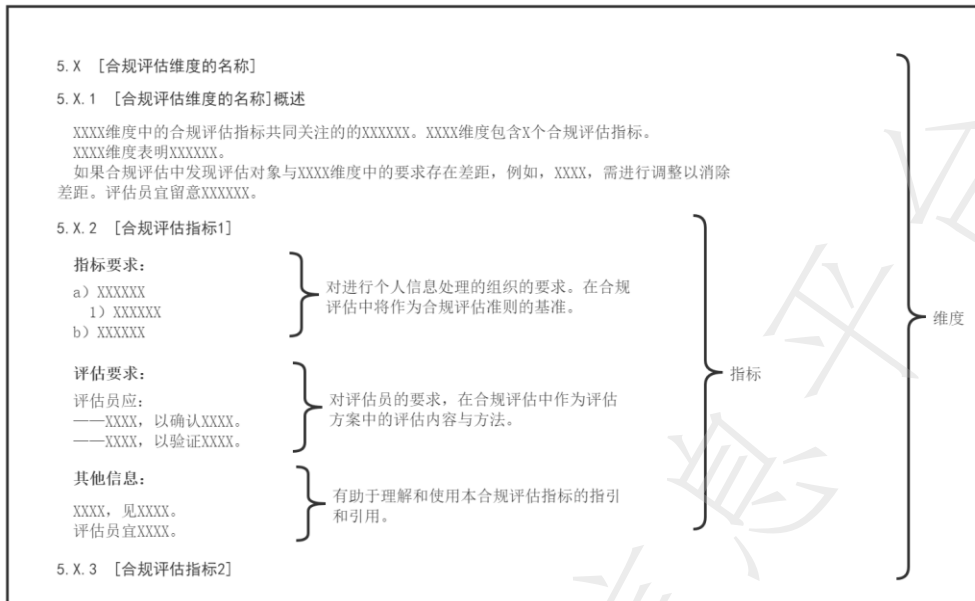 5.X [合规评估维度的名称]
5.X.1 [合规评估维度的名称]概述
XXXX维度中的合规评估指标共同关注的的XXXXXX。XXXX维度包含X个合规评估指标。
XXXX维度表明XXXXXX。
如果合规评估中发现评估对象与XXXX维度中的要求存在差距，例如，XXXX，需进行调整以消除
差距。评估员宜留意XXXXXX。
5.X.2 [合规评估指标1]
指标要求：
a）XXXXXX
1）XXXXXX
b）XXXXXX
对进行个人信息处理的组织的要求。在合规
评估中将作为合规评估准则的基准。
评估要求：
评估员应：
——XXXX，以确认XXXX。
——XXXX，以验证XXXX。
对评估员的要求，在合规评估中作为评估
方案中的评估内容与方法。
其他信息：
XXXX，见XXXX。
评估员宜XXXX。
有助于理解和使用本合规评估指标的指引
和引用。
指标
维度
5.X.3 [合规评估指标2]